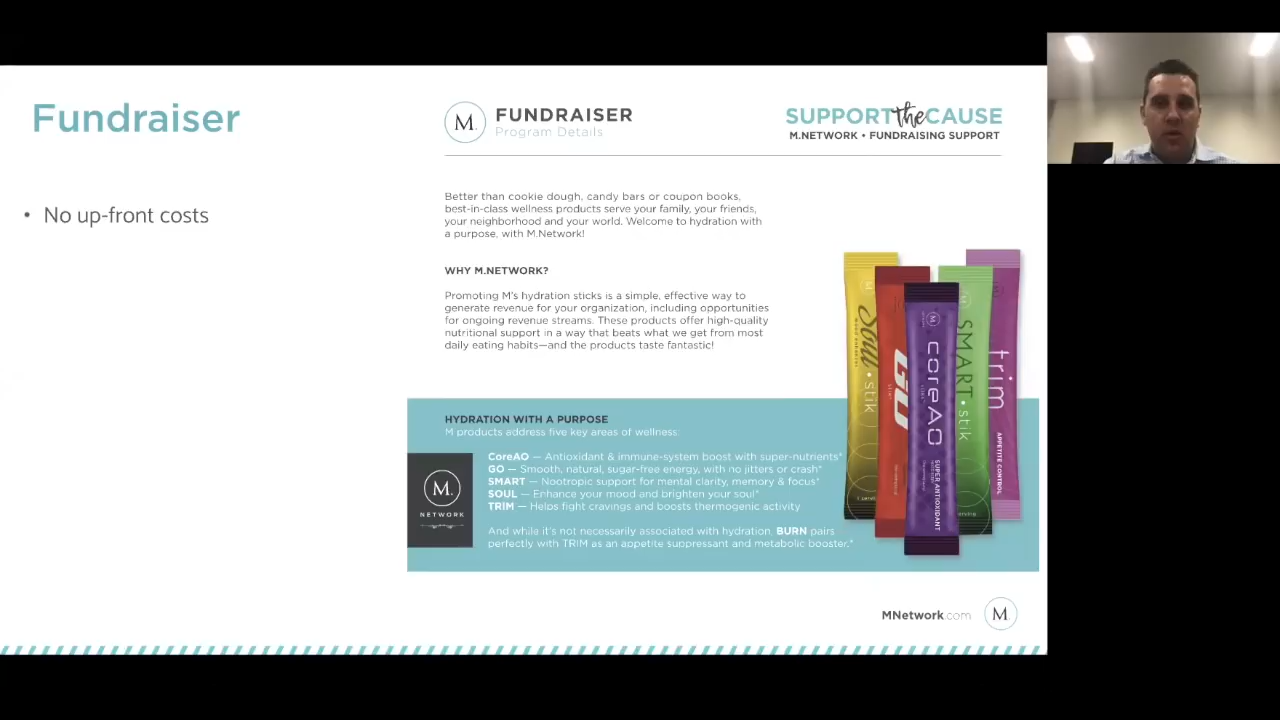 Fundraiser
• No up-front costs
M.
FUNDRAISER
Program Details
SUPPORT the CAUSE
M.NETWORK • FUNDRAISING SUPPORT
Better than cookie dough, candy bars or coupon books,
best-in-class wellness products serve your family, your friends,
your neighborhood and your world. Welcome to hydration with
a purpose, with M.Network!
WHY M.NETWORK?
Promoting M's hydration sticks is a simple, effective way to
generate revenue for your organization, including opportunities
for ongoing revenue streams. These products offer high-quality
nutritional support in a way that beats what we get from most
daily eating habits—and the products taste fantastic!
HYDRATION WITH A PURPOSE
M products address five key areas of wellness:
CoreAO — Antioxidant & immune-system boost with super-nutrients*
GO — Smooth, natural, sugar-free energy, with no jitters or crash*
SMART — Nootropic support for mental clarity, memory & focus*
SOUL — Enhance your mood and brighten your soul*
TRIM — Helps fight cravings and boosts thermogenic activity
And while it's not necessarily associated with hydration, BURN pairs
perfectly with TRIM as an appetite suppressant and metabolic booster.*
M.
NETWORK
Soul • stik
GO
coreAO
SUPER ANTIOXIDANT
SMART • stik
trim
APPETITE CONTROL
MNetwork.com
M.